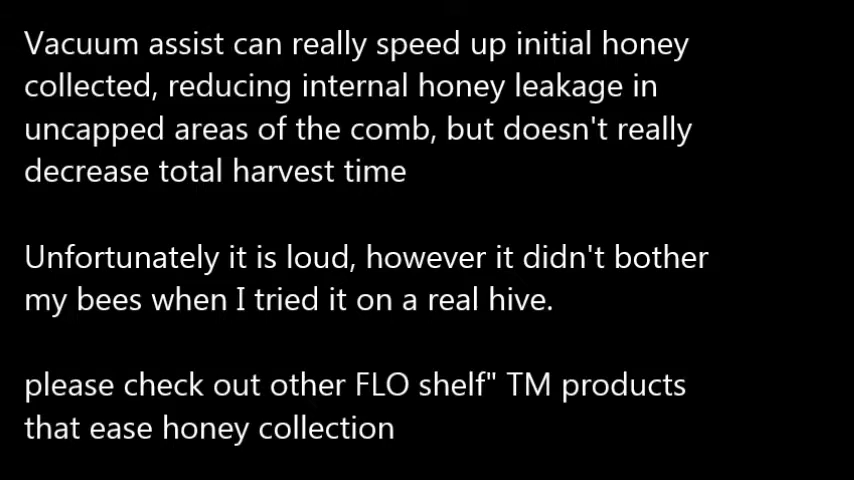 Vacuum assist can really speed up initial honey
collected, reducing internal honey leakage in
uncapped areas of the comb, but doesn't really
decrease total harvest time
Unfortunately it is loud, however it didn't bother
my bees when I tried it on a real hive.
please check out other FLO shelf" TM products
that ease honey collection